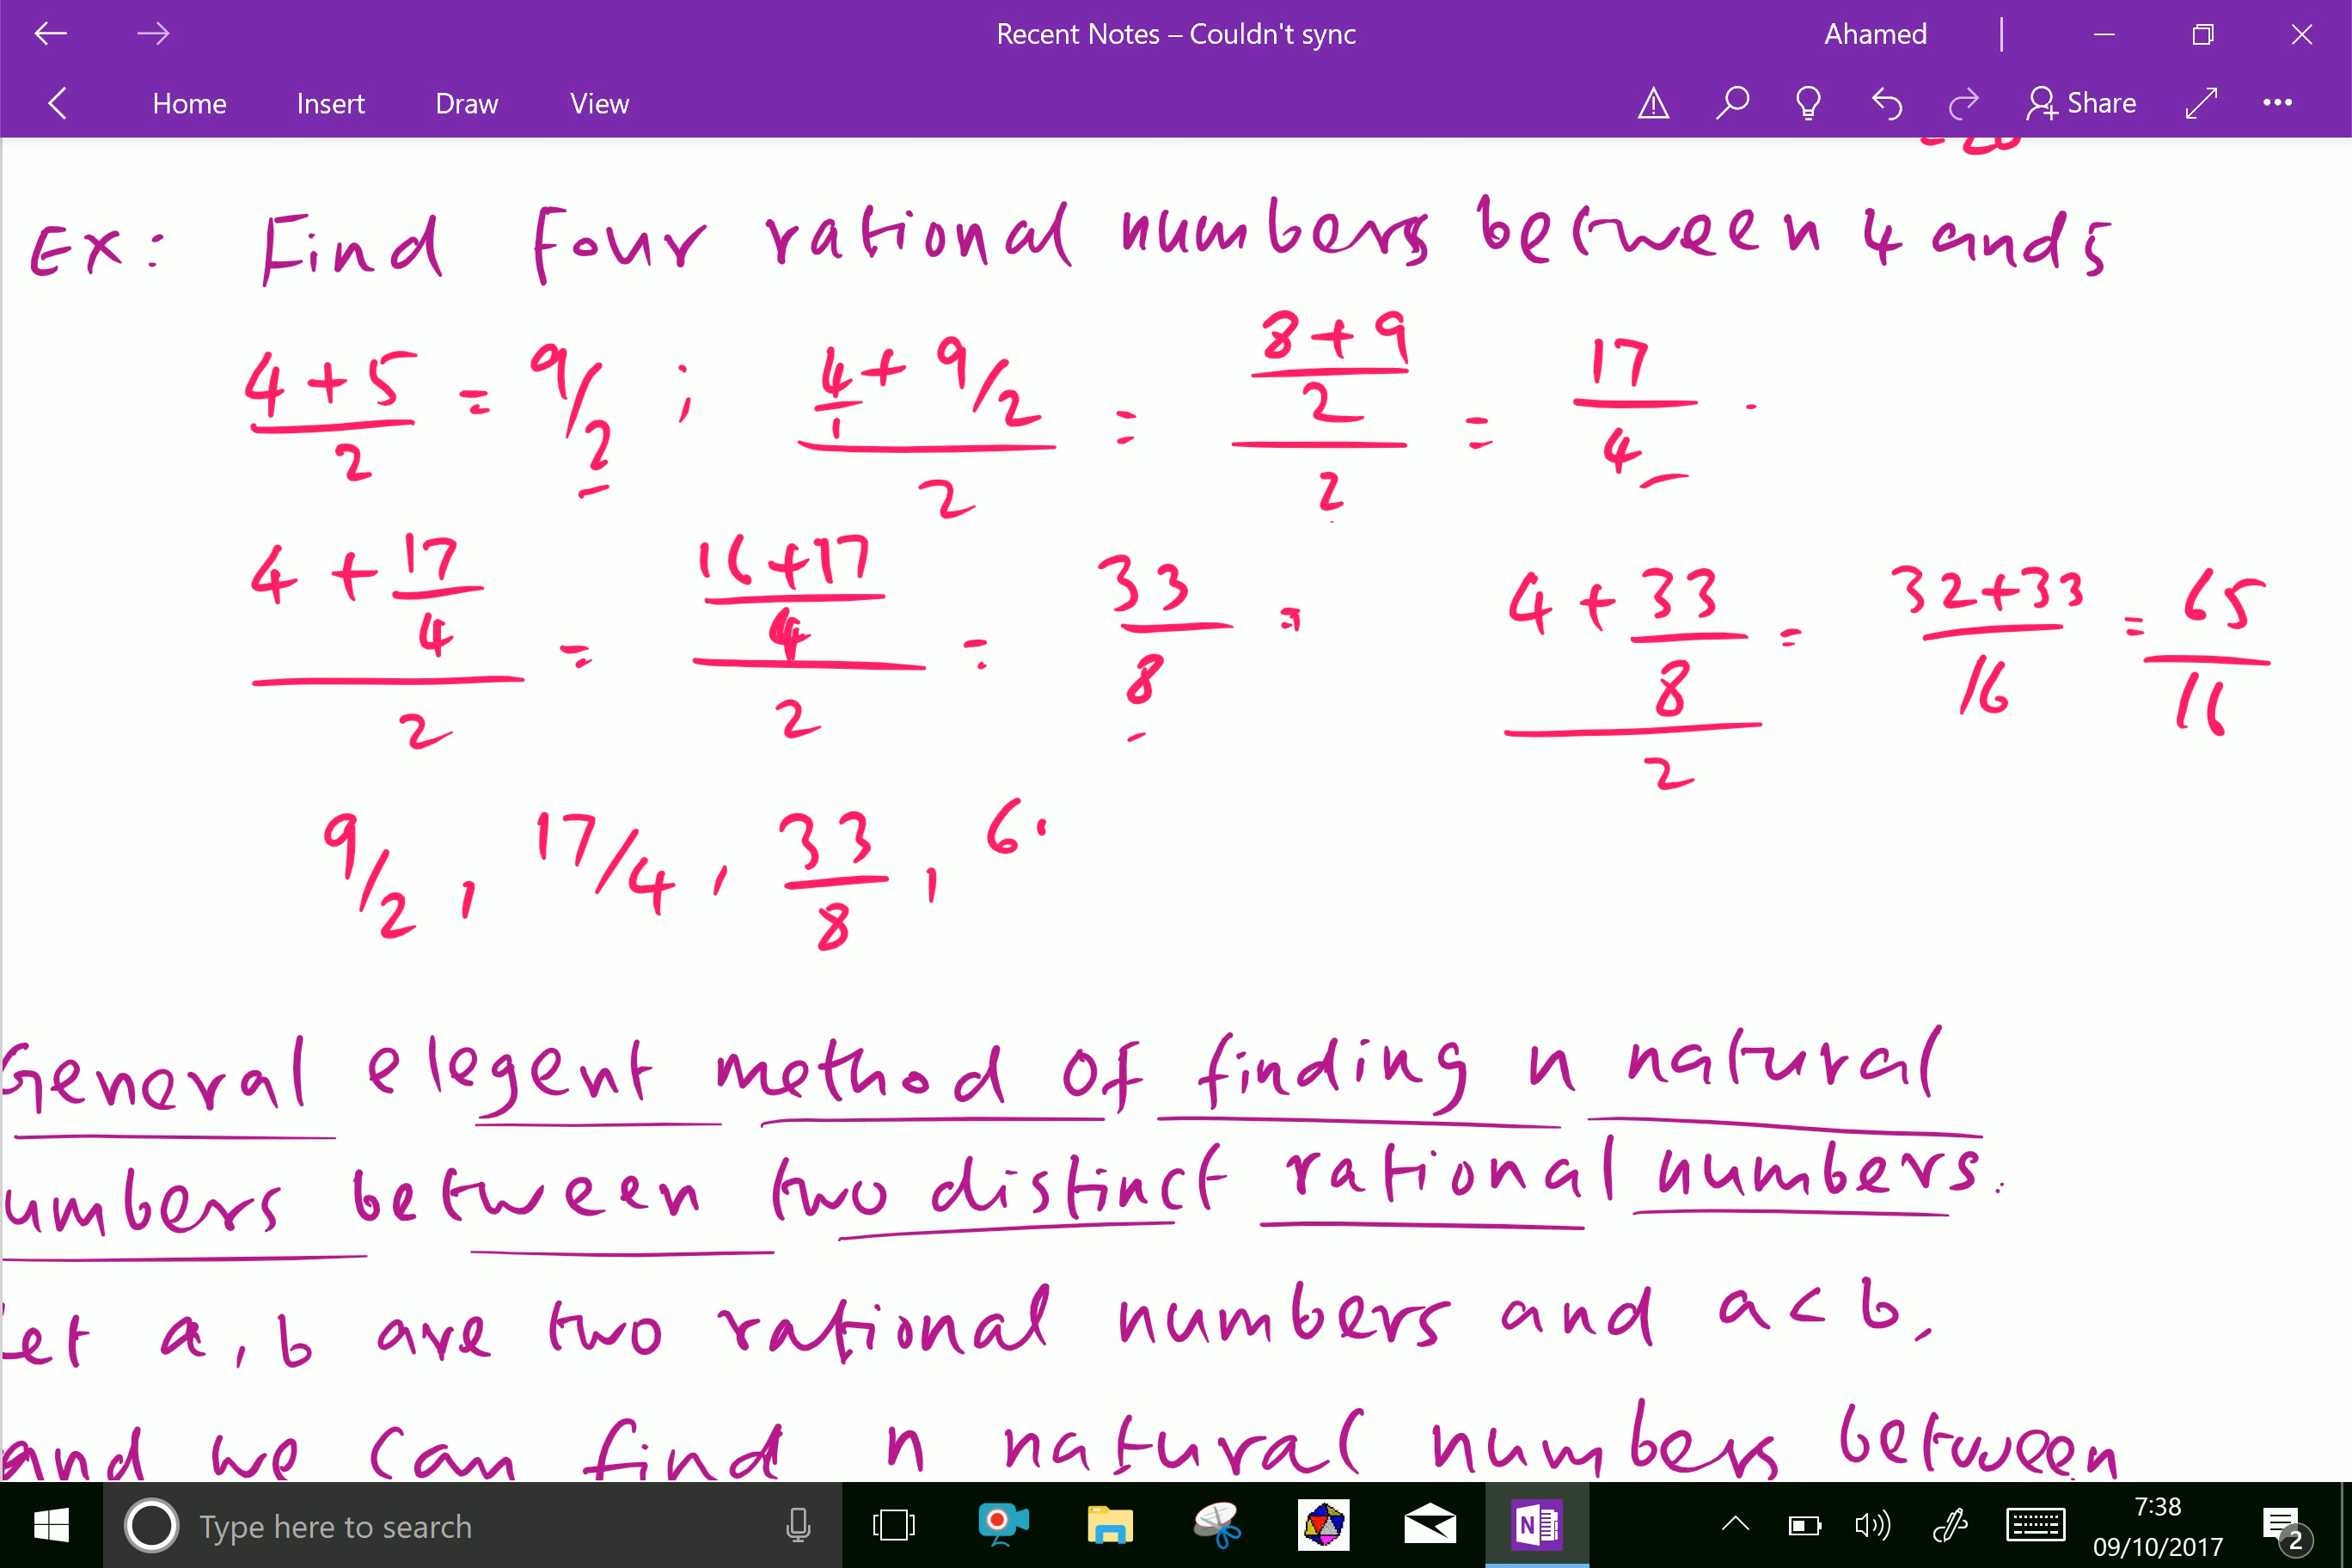 Recent Notes – Couldn't sync
Ahamed
Home Insert Draw View
Share
EX: Find Four rational numbers between 4 and 5
(4+5)/2 = 9/2 ; (4/1 + 9/2)/2 = ((8+9)/2)/2 = 17/4
(4 + 17/4)/2 = ((16+17)/4)/2 = 33/8 = (4 + 33/8)/2 = (32+33)/16 = 65/16
9/2 , 17/4 , 33/8 , 6
General elegent method of finding n natural
umbers between two distinct rational numbers.
Let a, b are two rational numbers and a<b,
and we can find n natural numbers between
Type here to search
7:38
09/10/2017
2